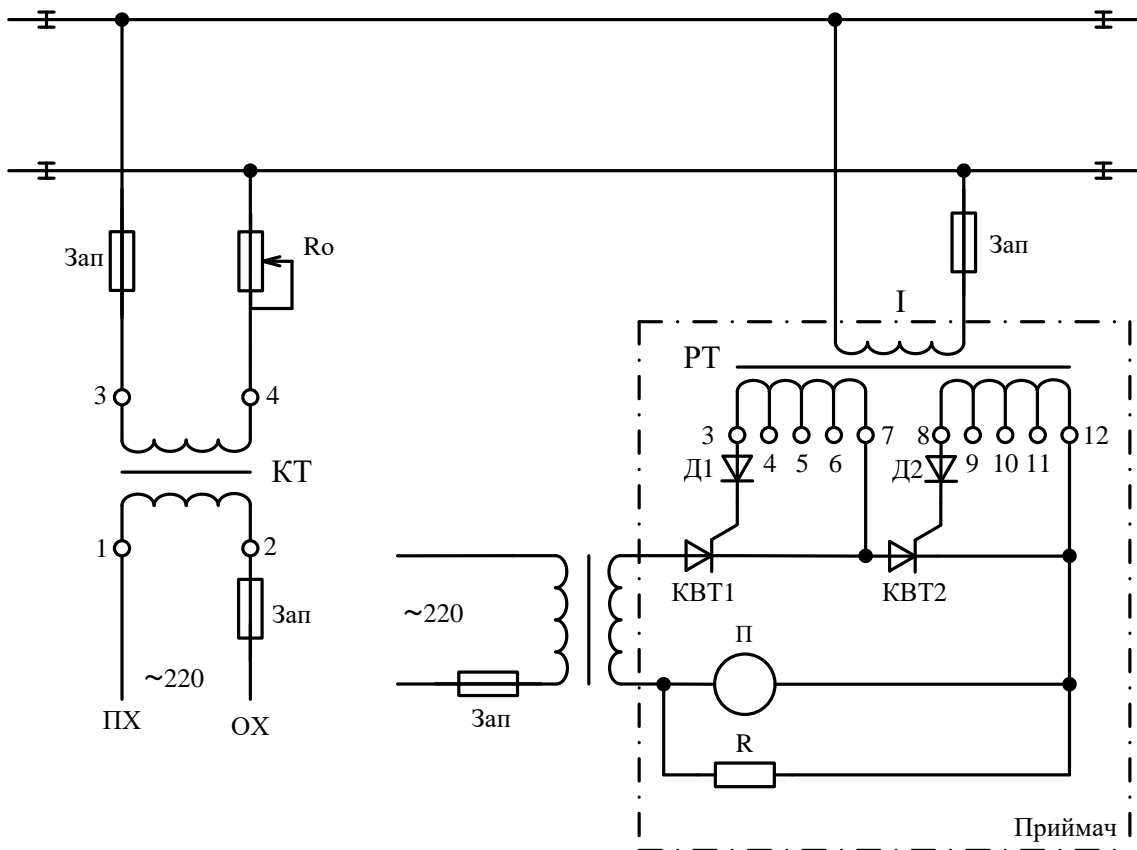 Зап
Ro
Зап
I
РТ
3
4
КТ
3
4
5
6
7
8
9
10
11
12
Д1
Д2
1
2
КВТ1
КВТ2
Зап
~220
~220
П
ПХ
ОХ
Зап
R
Приймач